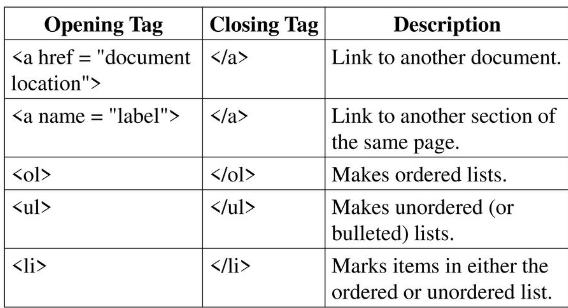 Opening Tag Closing Tag Description
<a href = "document </a> Link to another document.
location">
<a name = "label"> </a> Link to another section of
the same page.
<ol> </ol> Makes ordered lists.
<ul> </ul> Makes unordered (or
bulleted) lists.
<li> </li> Marks items in either the
ordered or unordered list.